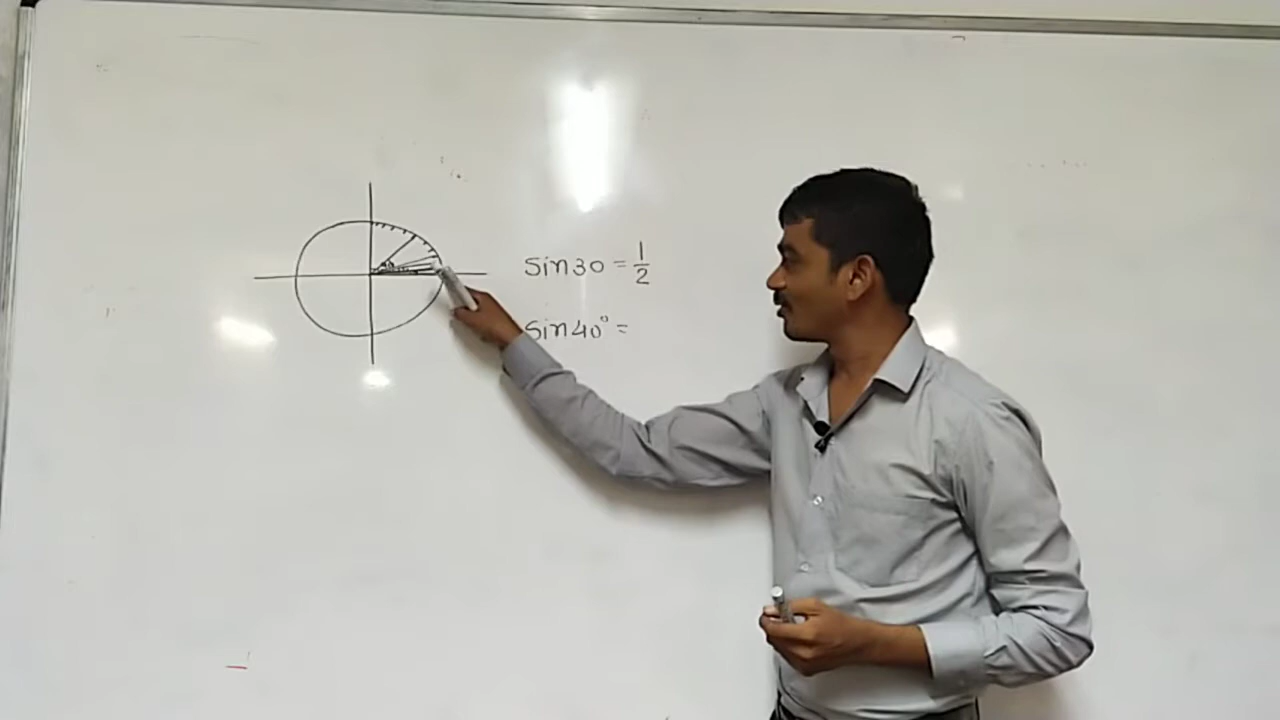 sin30 = 1/2
sin40° =